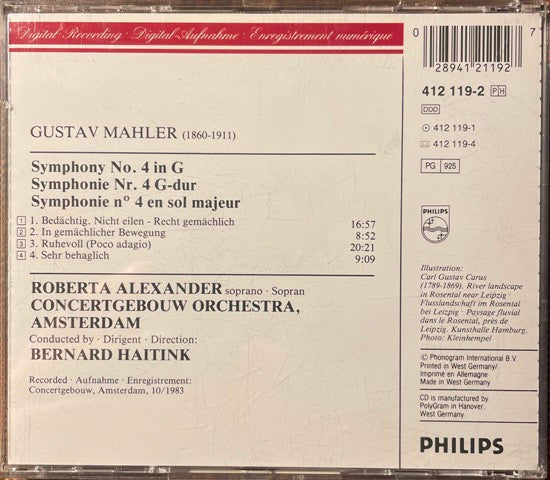 Digital Recording · Digital-Aufnahme · Enregistrement numérique
GUSTAV MAHLER (1860-1911)
Symphony No. 4 in G
Symphonie Nr. 4 G-dur
Symphonie nº 4 en sol majeur
1 1. Bedächtig. Nicht eilen - Recht gemächlich 16:57
2 2. In gemächlicher Bewegung 8:52
3 3. Ruhevoll (Poco adagio) 20:21
4 4. Sehr behaglich 9:09
ROBERTA ALEXANDER soprano · Sopran
CONCERTGEBOUW ORCHESTRA,
AMSTERDAM
Conducted by · Dirigent · Direction:
BERNARD HAITINK
Recorded · Aufnahme · Enregistrement:
Concertgebouw, Amsterdam, 10/1983
0 28941 21192 7
412 119-2 PH
DDD
412 119-1
412 119-4
PG 925
PHILIPS
Illustration:
Carl Gustav Carus
(1789-1869). River landscape
in Rosental near Leipzig ·
Flusslandschaft im Rosental
bei Leipzig · Paysage fluvial
dans le Rosental, près de
Leipzig. Kunsthalle Hamburg.
Photo: Kleinhempel
© Phonogram International B.V.
Printed in West Germany/
Imprimé en Allemagne
Made in West Germany
CD is manufactured by
PolyGram in Hanover,
West Germany
PHILIPS